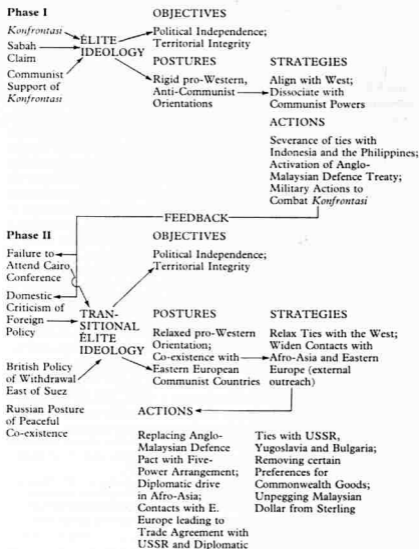 Phase I
OBJECTIVES
Konfrontasi
ÉLITE
IDEOLOGY
Political Independence;
Territorial Integrity
Sabah
Claim
Communist
Support of
Konfrontasi
POSTURES
Rigid pro-Western,
Anti-Communist
Orientations
STRATEGIES
Align with West;
Dissociate with
Communist Powers
ACTIONS
Severance of ties with
Indonesia and the Philippines;
Activation of Anglo-
Malaysian Defence Treaty;
Military Actions to
Combat Konfrontasi
FEEDBACK
Phase II
OBJECTIVES
Failure to
Attend Cairo
Conference
Political Independence;
Territorial Integrity
Domestic
Criticism of
Foreign
Policy
TRAN-
SITIONAL
ÉLITE
IDEOLOGY
POSTURES
Relaxed pro-Western
Orientation;
Co-existence with
Eastern European
Communist Countries
STRATEGIES
Relax Ties with the West;
Widen Contacts with
Afro-Asia and Eastern
Europe (external
outreach)
British Policy
of Withdrawal
East of Suez
Russian Posture
of Peaceful
Co-existence
ACTIONS
Replacing Anglo-
Malaysian Defence
Pact with Five-
Power Arrangement;
Diplomatic drive
in Afro-Asia;
Contacts with E.
Europe leading to
Trade Agreement with
USSR and Diplomatic
Ties with USSR,
Yugoslavia and Bulgaria;
Removing certain
Preferences for
Commonwealth Goods;
Unpegging Malaysian
Dollar from Sterling